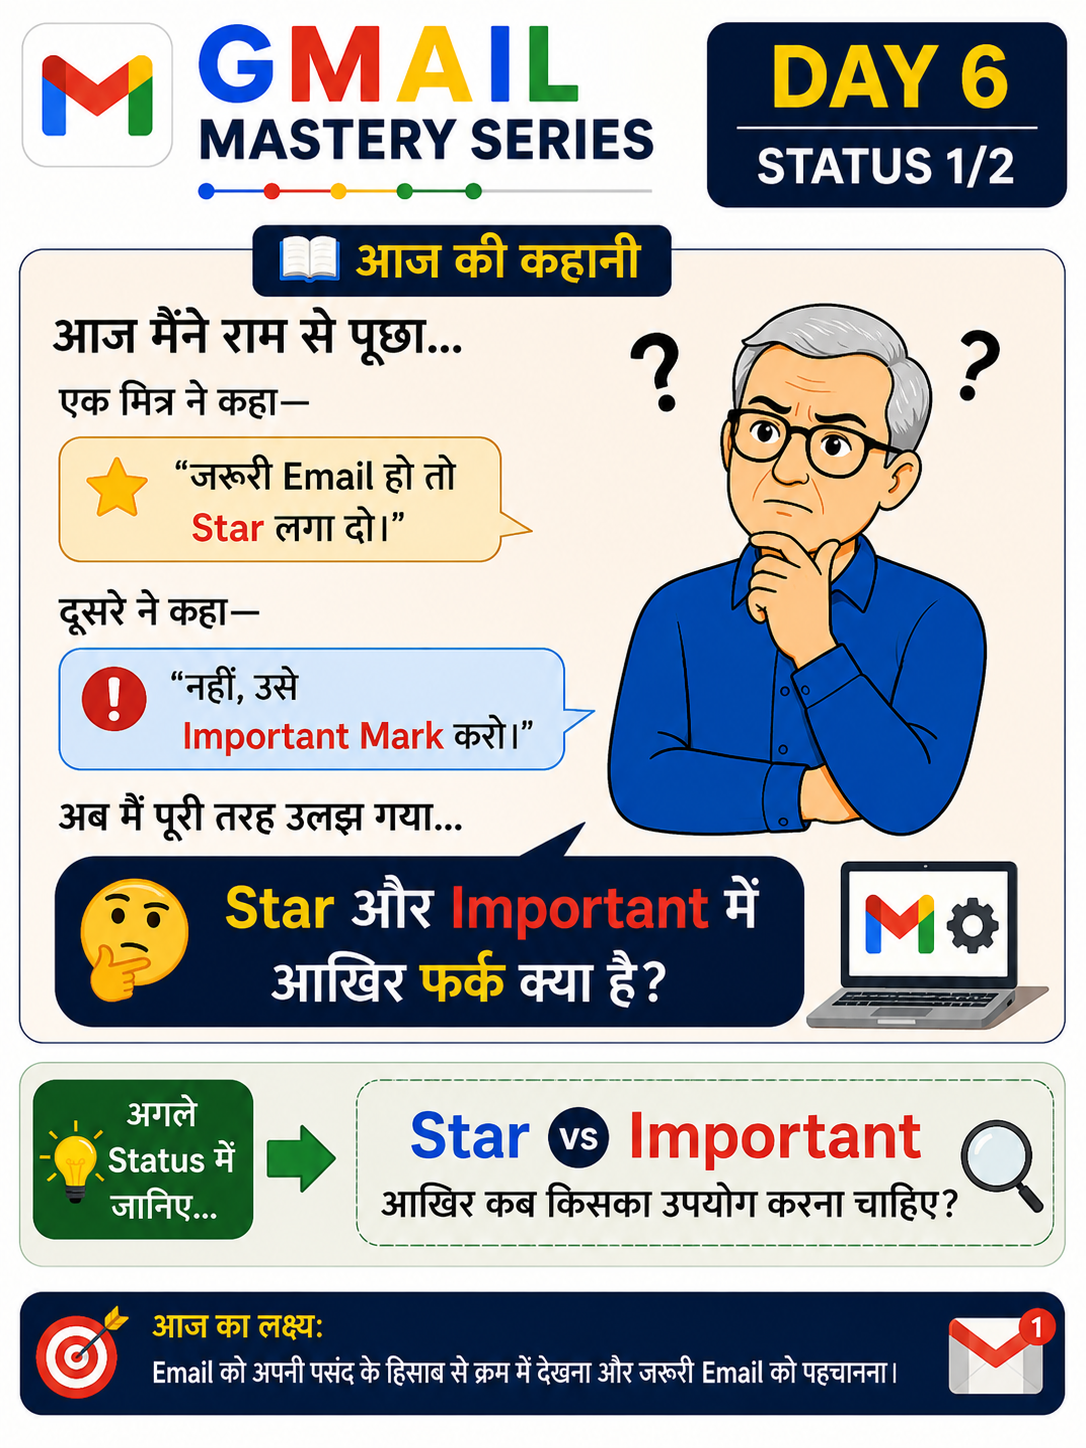 GMAIL
MASTERY SERIES
DAY 6
STATUS 1/2
आज की कहानी
आज मैंने राम से पूछा...
एक मित्र ने कहा—
“जरूरी Email हो तो
Star लगा दो।”
दूसरे ने कहा—
“नहीं, उसे
Important Mark करो।”
अब मैं पूरी तरह उलझ गया...
Star और Important में
आखिर फर्क क्या है?
अगले
Status में
जानिए...
Star VS Important
आखिर कब किसका उपयोग करना चाहिए?
आज का लक्ष्य:
Email को अपनी पसंद के हिसाब से क्रम में देखना और जरूरी Email को पहचानना।
1